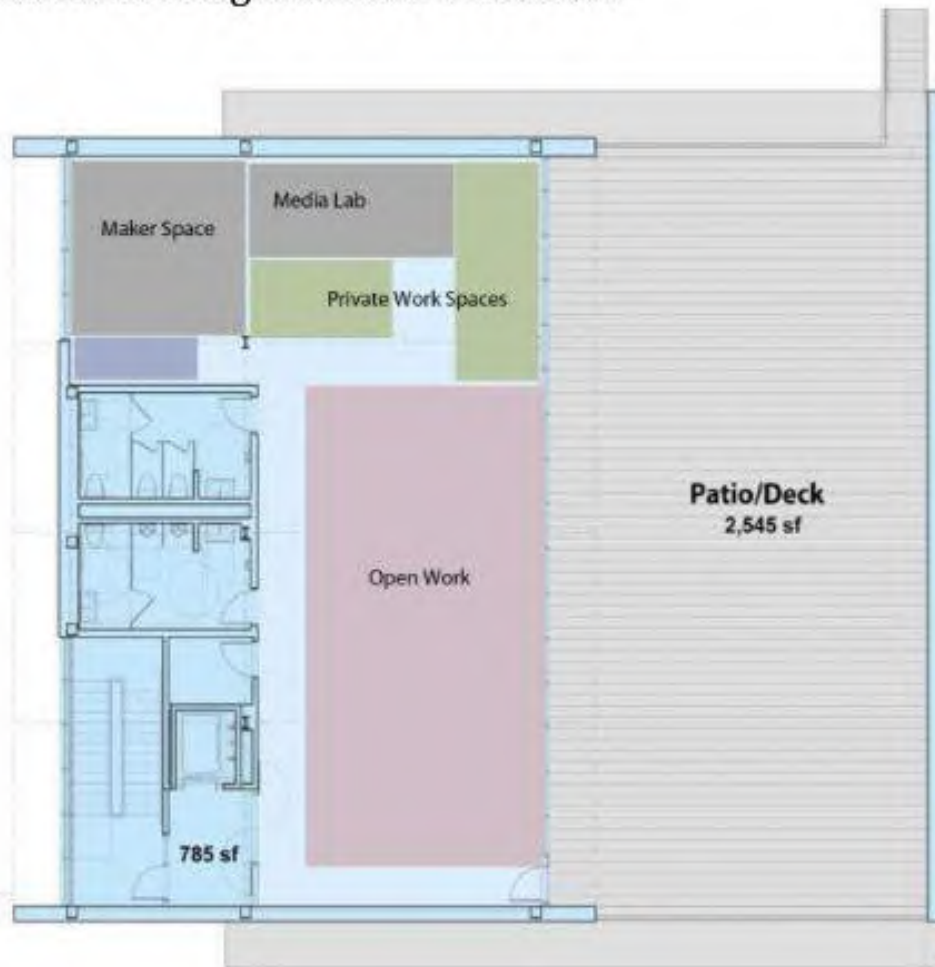 Maker Space
Media Lab
Private Work Spaces
Patio/Deck
2,545 sf
Open Work
785 sf